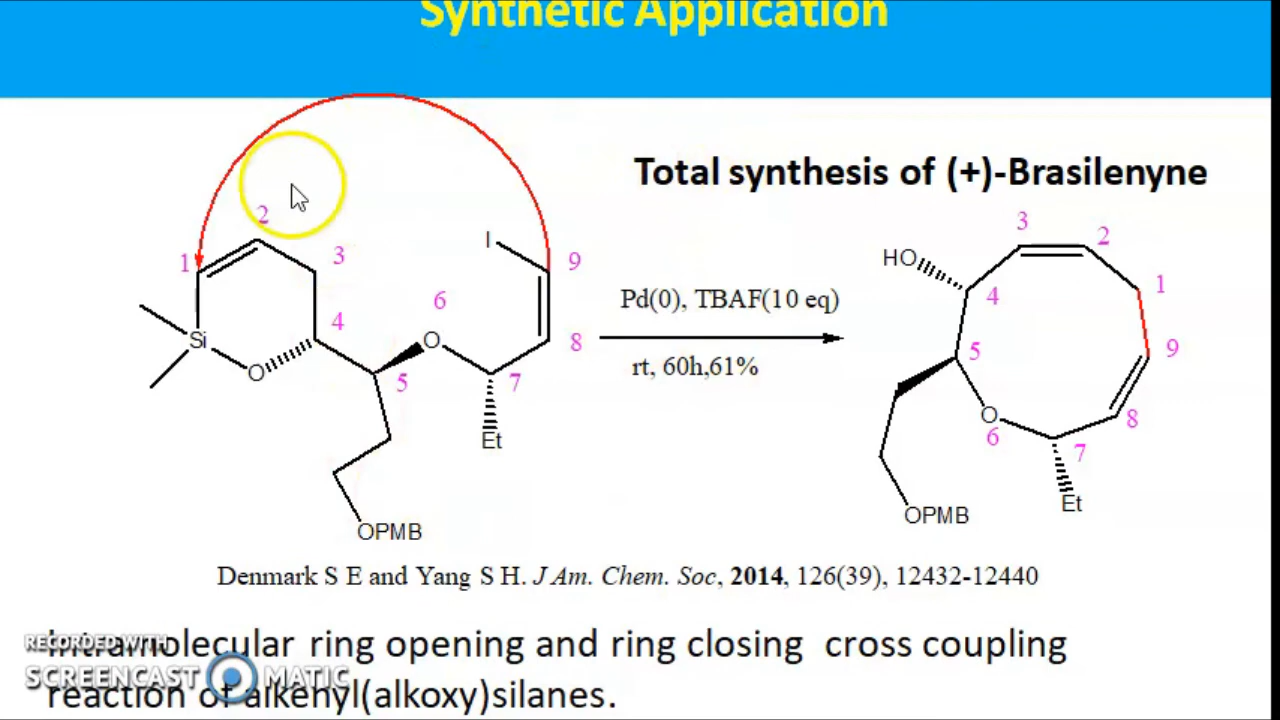 Synthetic Application
Total synthesis of (+)-Brasilenyne
2
1
3
4
Si
O
5
6
O
7
8
9
I
Et
OPMB
Pd(0), TBAF(10 eq)
rt, 60h,61%
3
2
HO
4
1
5
9
O
6
8
7
Et
OPMB
Denmark S E and Yang S H. J Am. Chem. Soc, 2014, 126(39), 12432-12440
Intramolecular ring opening and ring closing cross coupling
reaction of alkenyl(alkoxy)silanes.
RECORDED WITH
SCREENCAST MATIC